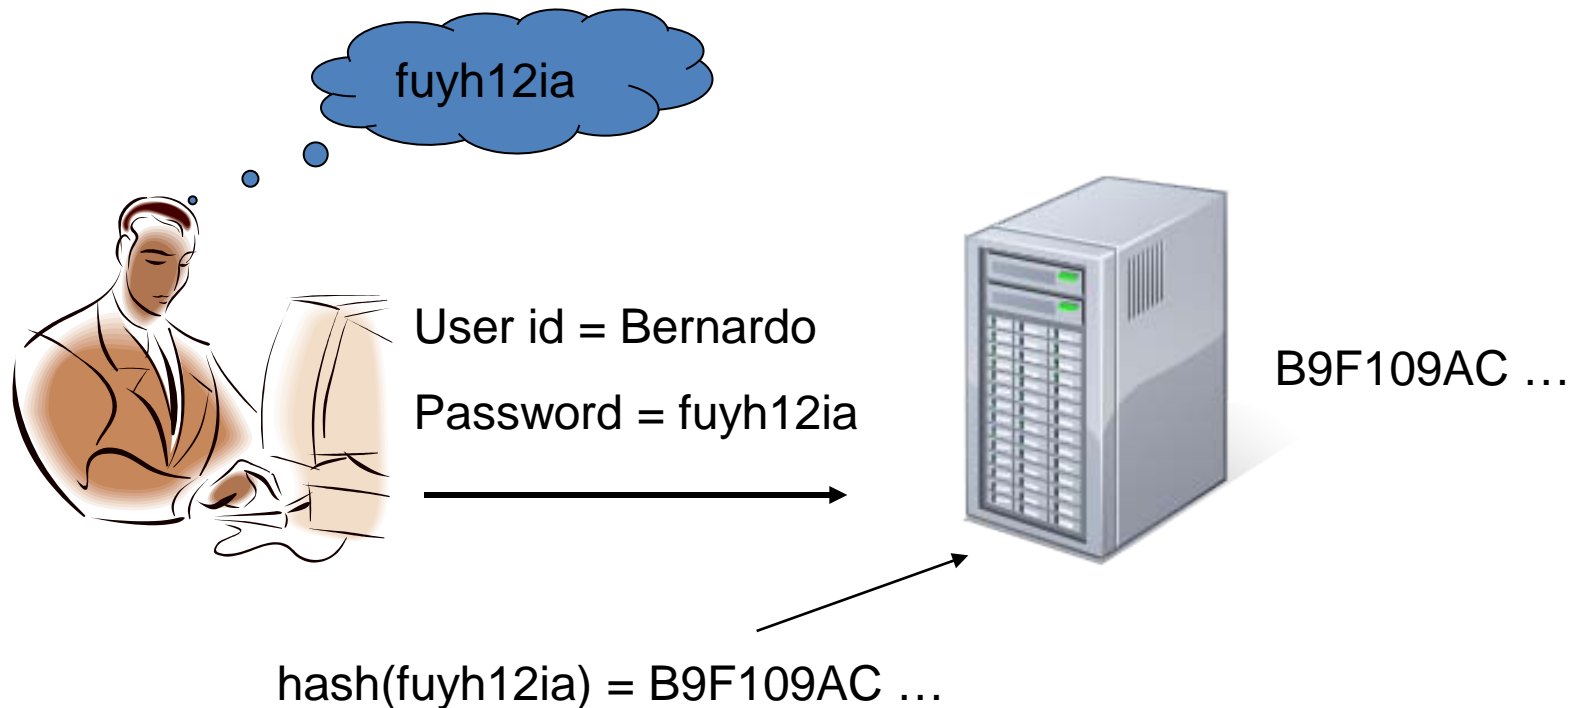 fuyh12ia
User id = Bernardo
Password = fuyh12ia
B9F109AC …
hash(fuyh12ia) = B9F109AC …